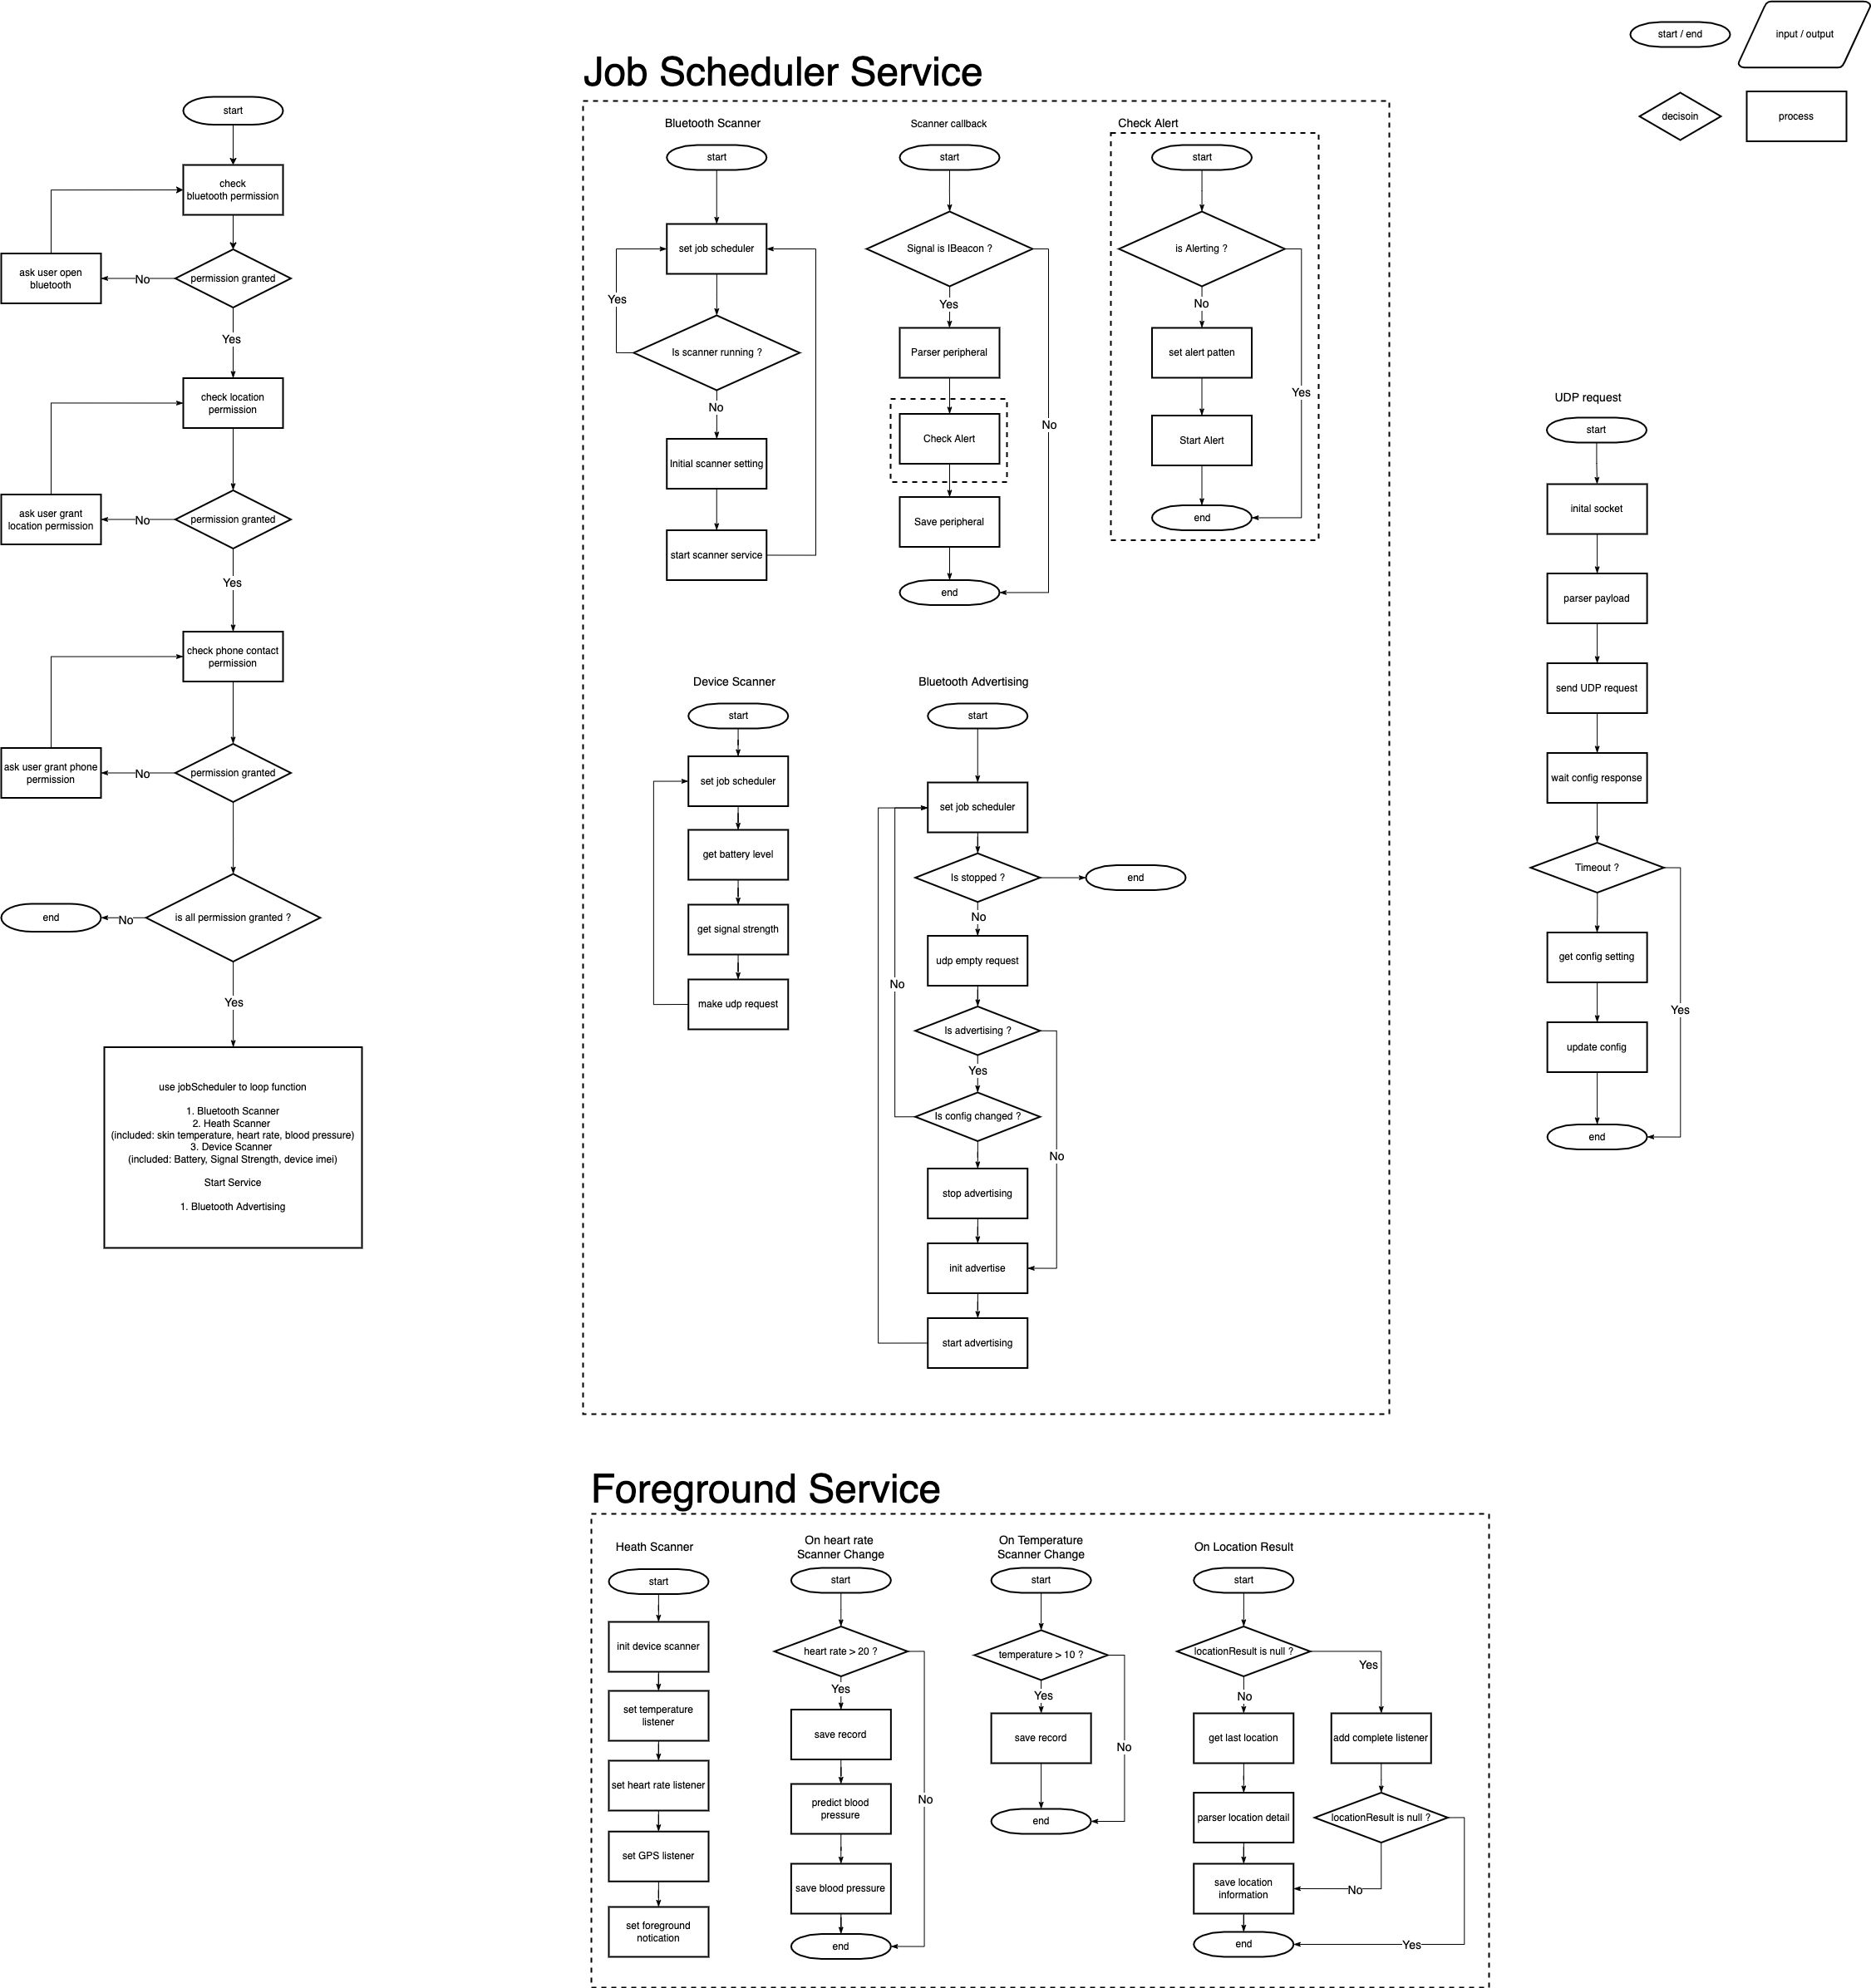 start / end
input / output
decisoin
process
start
check
bluetooth permission
ask user open
bluetooth
No
permission granted
Yes
check location
permission
ask user grant
location permission
No
permission granted
Yes
check phone contact
permission
ask user grant phone
permission
No
permission granted
end
No
is all permission granted ?
Yes
use jobScheduler to loop function
1. Bluetooth Scanner
2. Heath Scanner
(included: skin temperature, heart rate, blood pressure)
3. Device Scanner
(included: Battery, Signal Strength, device imei)
Start Service
1. Bluetooth Advertising
Job Scheduler Service
Bluetooth Scanner
start
set job scheduler
Yes
Is scanner running ?
No
Initial scanner setting
start scanner service
Scanner callback
start
Signal is IBeacon ?
Yes
Parser peripheral
Check Alert
No
Save peripheral
end
Check Alert
start
is Alerting ?
No
set alert patten
Yes
Start Alert
end
Device Scanner
start
set job scheduler
get battery level
get signal strength
make udp request
Bluetooth Advertising
start
set job scheduler
Is stopped ?
end
No
udp empty request
No
Is advertising ?
Yes
Is config changed ?
No
stop advertising
init advertise
start advertising
UDP request
start
inital socket
parser payload
send UDP request
wait config response
Timeout ?
get config setting
Yes
update config
end
Foreground Service
Heath Scanner
start
init device scanner
set temperature
listener
set heart rate listener
set GPS listener
set foreground
notication
On heart rate
Scanner Change
start
heart rate > 20 ?
Yes
save record
predict blood
pressure
No
save blood pressure
end
On Temperature
Scanner Change
start
temperature > 10 ?
Yes
save record
No
end
On Location Result
start
locationResult is null ?
Yes
No
get last location
add complete listener
parser location detail
locationResult is null ?
save location
information
No
end
Yes